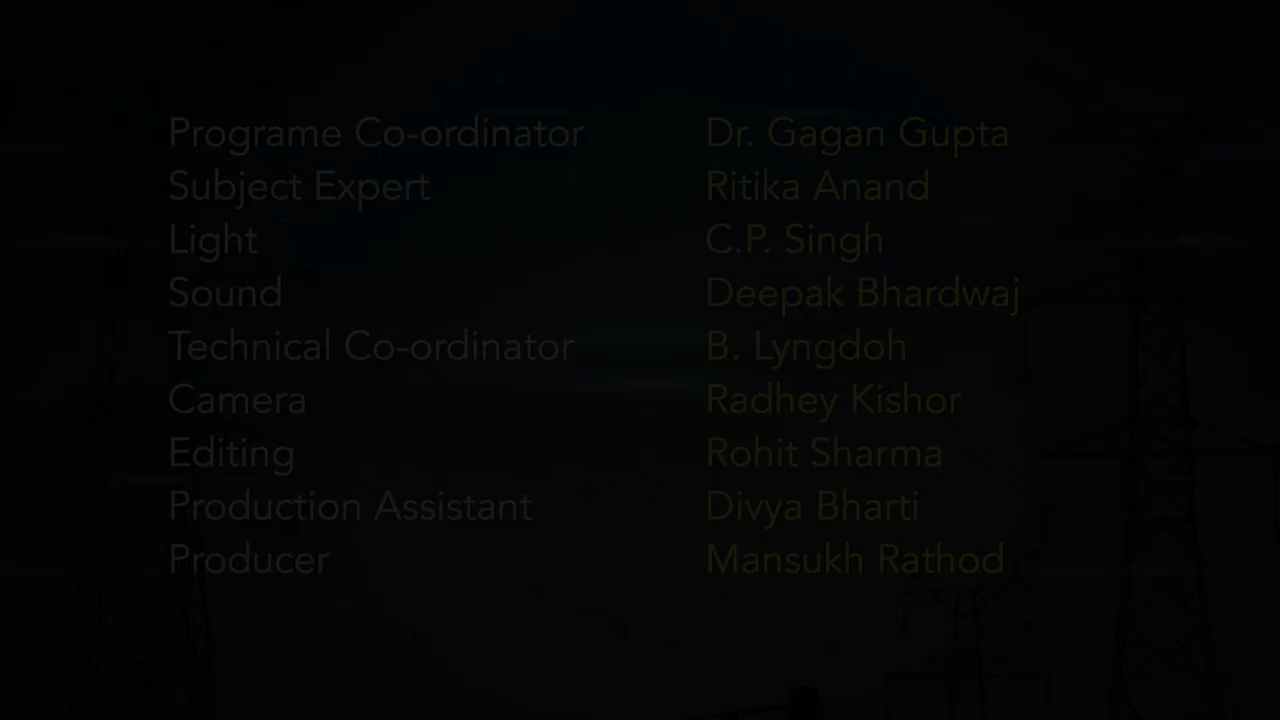 Programe Co-ordinator Dr. Gagan Gupta
Subject Expert Ritika Anand
Light C.P. Singh
Sound Deepak Bhardwaj
Technical Co-ordinator B. Lyngdoh
Camera Radhey Kishor
Editing Rohit Sharma
Production Assistant Divya Bharti
Producer Mansukh Rathod